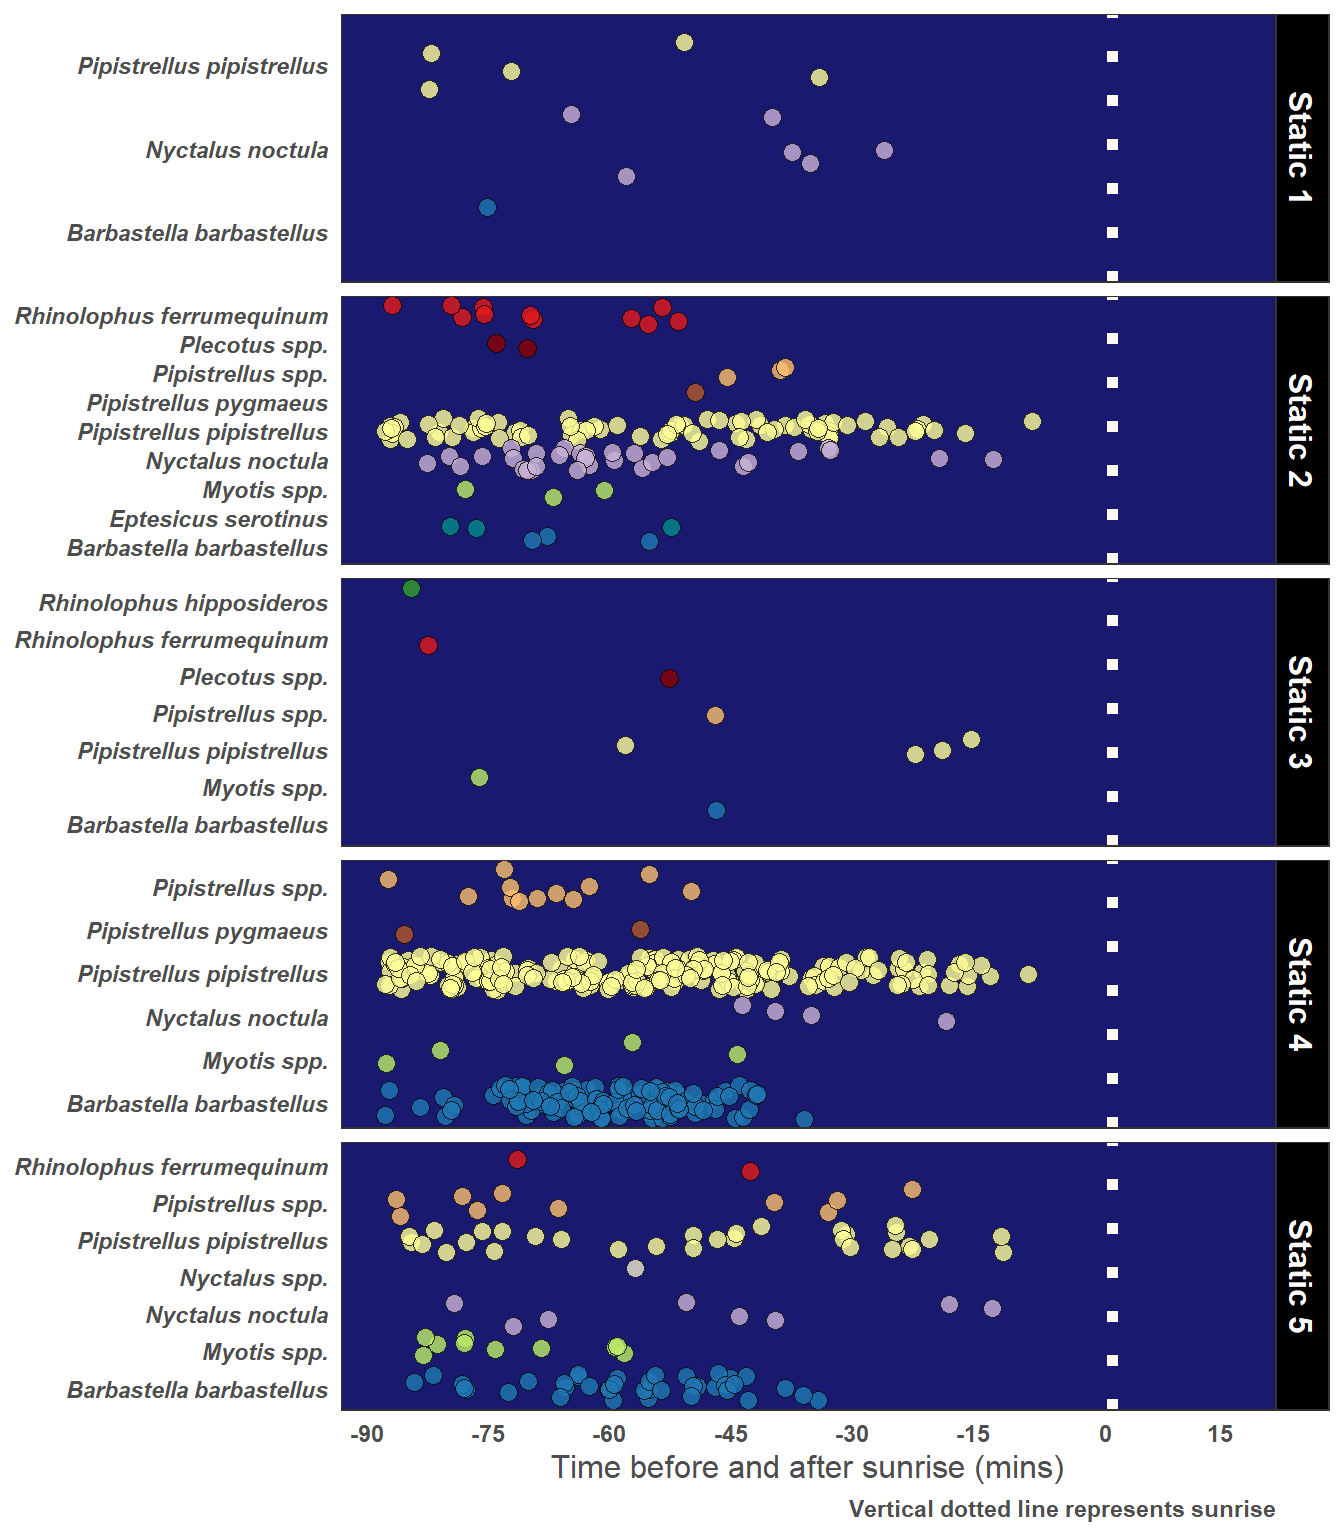 Pipistrellus pipistrellus
Nyctalus noctula
Barbastella barbastellus
Static 1
Rhinolophus ferrumequinum
Plecotus spp.
Pipistrellus spp.
Pipistrellus pygmaeus
Pipistrellus pipistrellus
Nyctalus noctula
Myotis spp.
Eptesicus serotinus
Barbastella barbastellus
Static 2
Rhinolophus hipposideros
Rhinolophus ferrumequinum
Plecotus spp.
Pipistrellus spp.
Pipistrellus pipistrellus
Myotis spp.
Barbastella barbastellus
Static 3
Pipistrellus spp.
Pipistrellus pygmaeus
Pipistrellus pipistrellus
Nyctalus noctula
Myotis spp.
Barbastella barbastellus
Static 4
Rhinolophus ferrumequinum
Pipistrellus spp.
Pipistrellus pipistrellus
Nyctalus spp.
Nyctalus noctula
Myotis spp.
Barbastella barbastellus
Static 5
-90 -75 -60 -45 -30 -15 0 15
Time before and after sunrise (mins)
Vertical dotted line represents sunrise